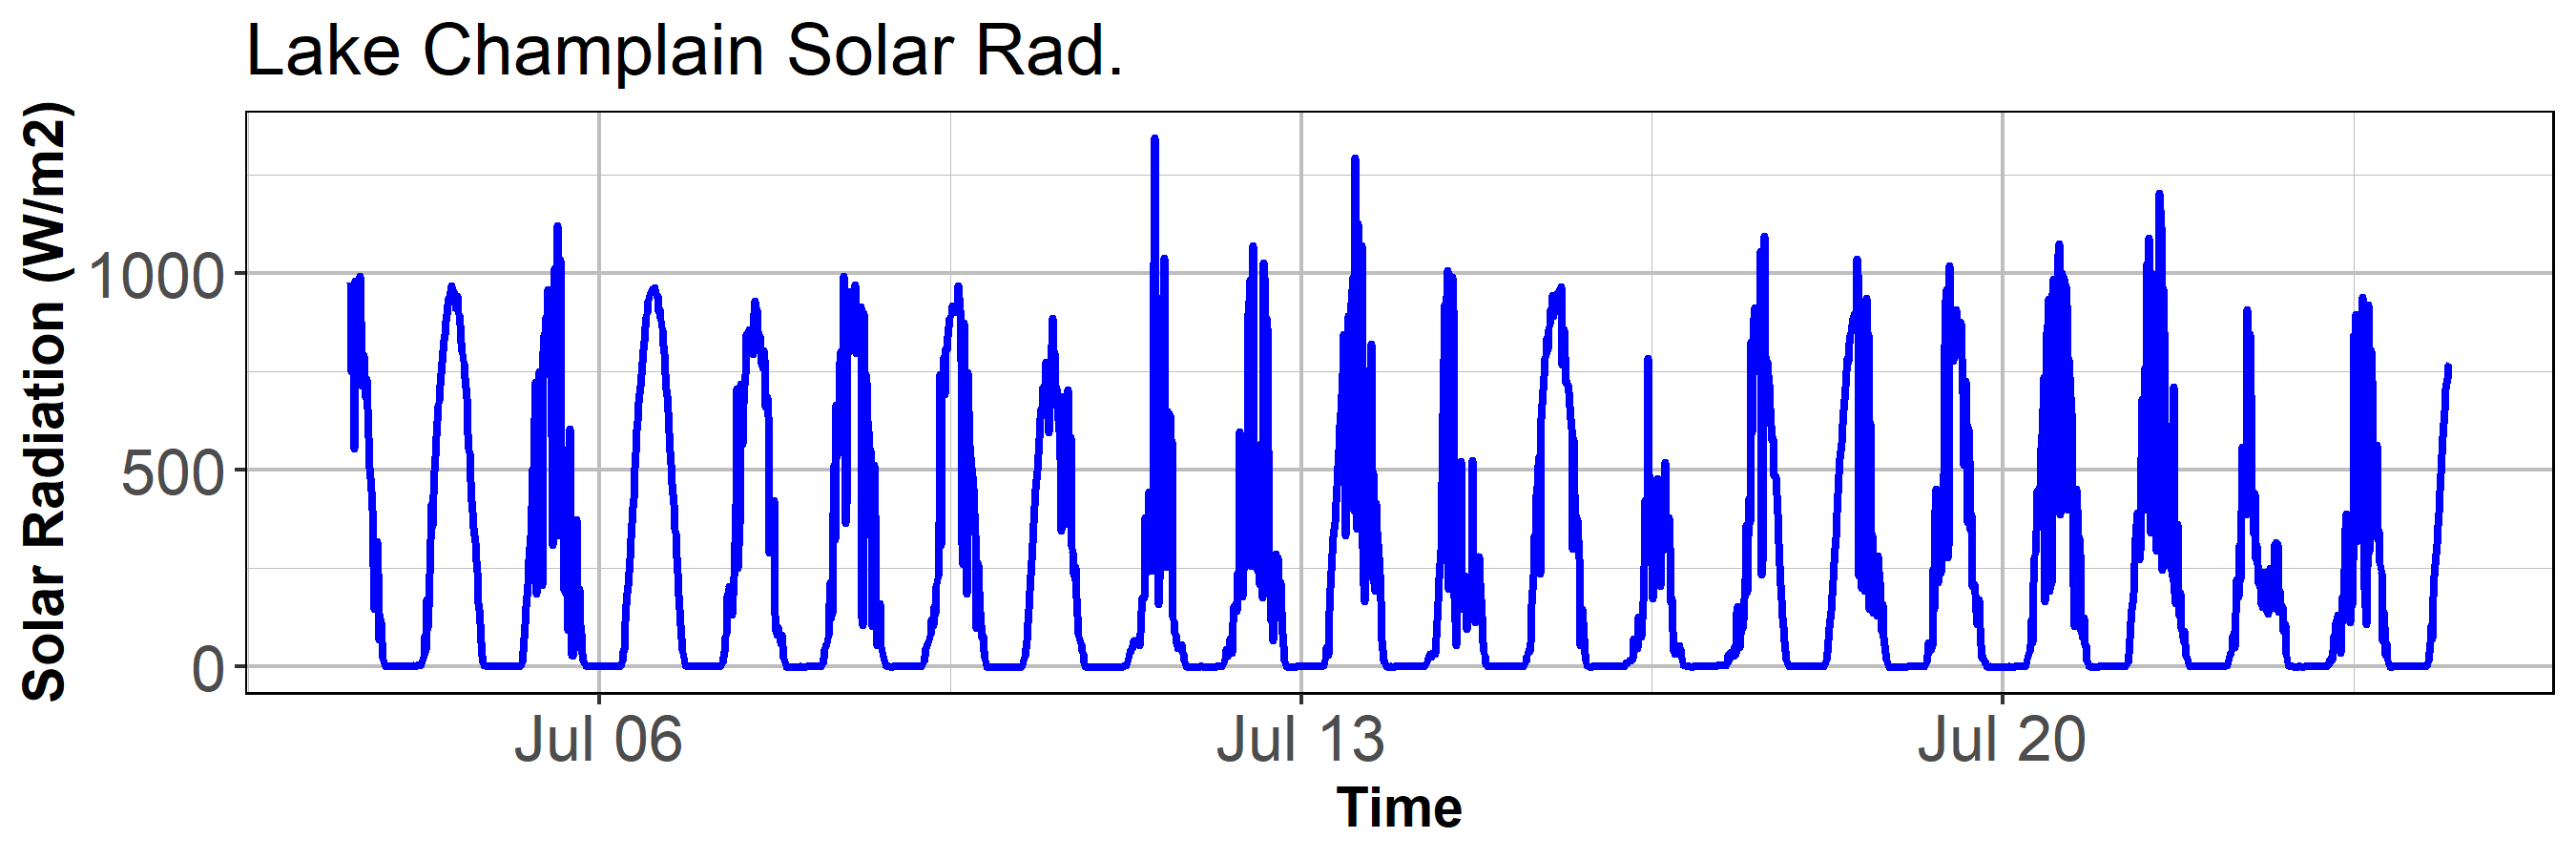 Lake Champlain Solar Rad.
Solar Radiation (W/m2)
1000
500
0
Jul 06
Jul 13
Jul 20
Time